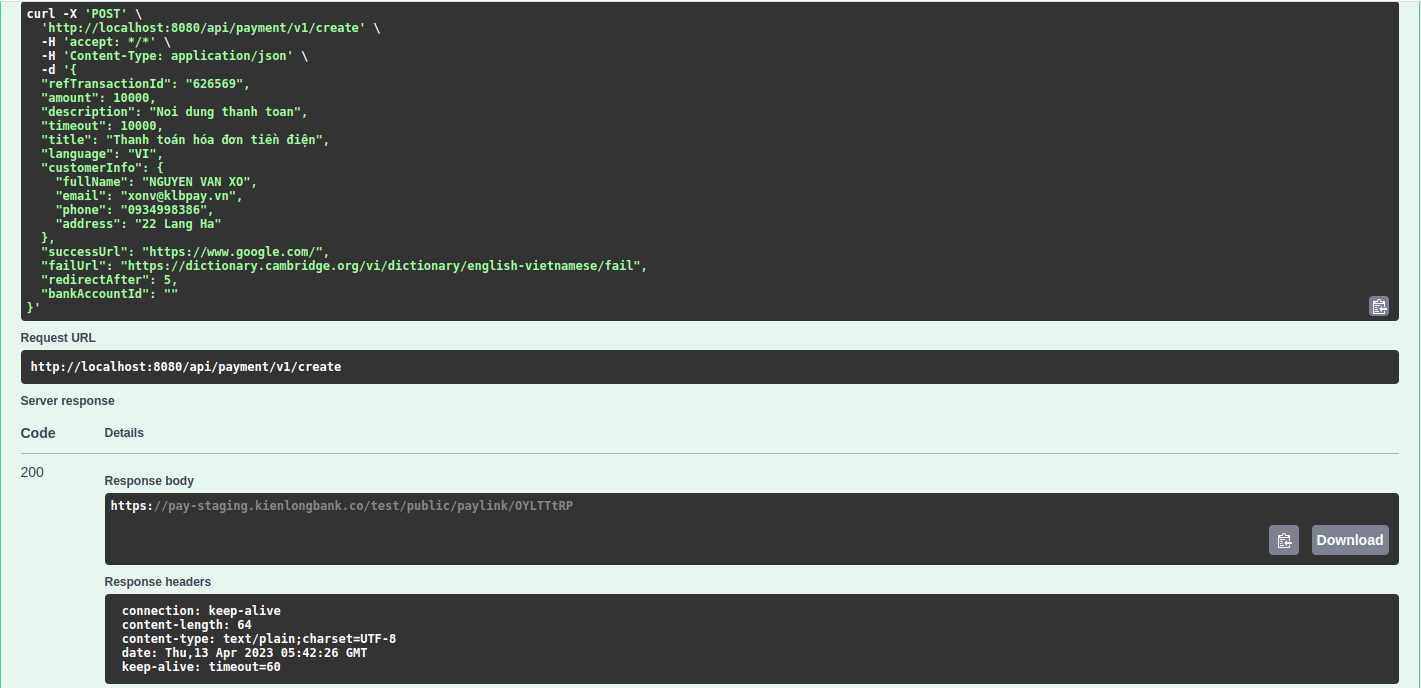 curl -X 'POST' \
  'http://localhost:8080/api/payment/v1/create' \
  -H 'accept: */*' \
  -H 'Content-Type: application/json' \
  -d '{
  "refTransactionId": "626569",
  "amount": 10000,
  "description": "Noi dung thanh toan",
  "timeout": 10000,
  "title": "Thanh toán hóa đơn tiền điện",
  "language": "VI",
  "customerInfo": {
    "fullName": "NGUYEN VAN XO",
    "email": "xonv@klbpay.vn",
    "phone": "0934998386",
    "address": "22 Lang Ha"
  },
  "successUrl": "https://www.google.com/",
  "failUrl": "https://dictionary.cambridge.org/vi/dictionary/english-vietnamese/fail",
  "redirectAfter": 5,
  "bankAccountId": ""
}'
Request URL
http://localhost:8080/api/payment/v1/create
Server response
Code Details
200
Response body
https://pay-staging.kienlongbank.co/test/public/paylink/OYLTTtRP
Download
Response headers
connection: keep-alive
content-length: 64
content-type: text/plain;charset=UTF-8
date: Thu,13 Apr 2023 05:42:26 GMT
keep-alive: timeout=60